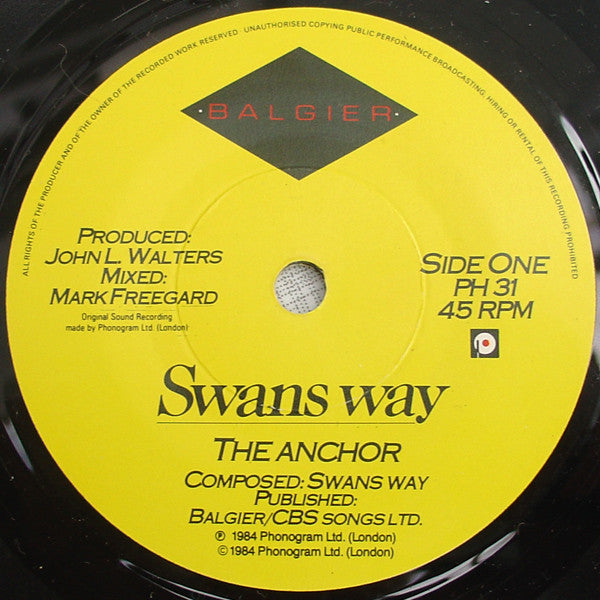 ALL RIGHTS OF THE PRODUCER AND OF THE OWNER OF THE RECORDED WORK RESERVED UNAUTHORISED COPYING PUBLIC PERFORMANCE BROADCASTING, HIRING OR RENTAL OF THIS RECORDING PROHIBITED
·BALGIER·
PRODUCED:
JOHN L. WALTERS
MIXED:
MARK FREEGARD
Original Sound Recording
made by Phonogram Ltd. (London)
SIDE ONE
PH 31
45 RPM
Swans way
THE ANCHOR
COMPOSED: SWANS WAY
PUBLISHED:
BALGIER/CBS SONGS LTD.
℗ 1984 Phonogram Ltd. (London)
© 1984 Phonogram Ltd. (London)